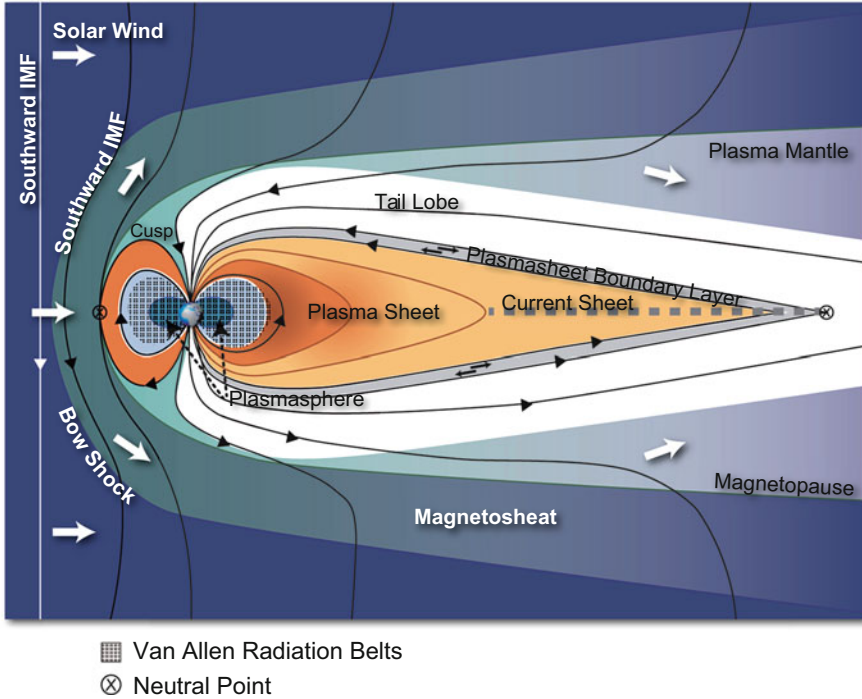 Solar Wind
Southward IMF
Southward IMF
Plasma Mantle
Tail Lobe
Cusp
Plasmasheet Boundary Layer
Plasma Sheet
Current Sheet
Plasmasphere
Bow Shock
Magnetopause
Magnetosheat
Van Allen Radiation Belts
Neutral Point